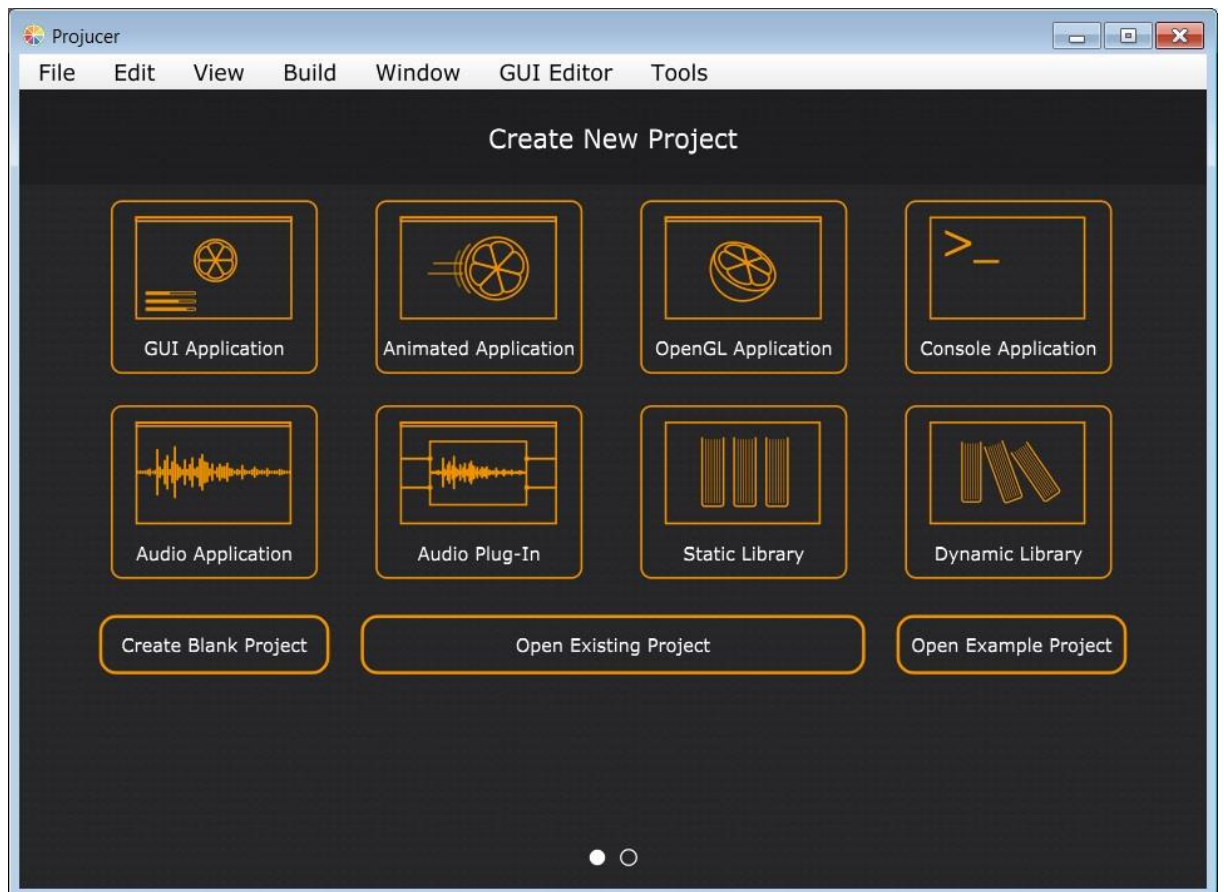 Projucer
File Edit View Build Window GUI Editor Tools
Create New Project
>_
GUI Application Animated Application OpenGL Application Console Application
Audio Application Audio Plug-In Static Library Dynamic Library
Create Blank Project Open Existing Project Open Example Project